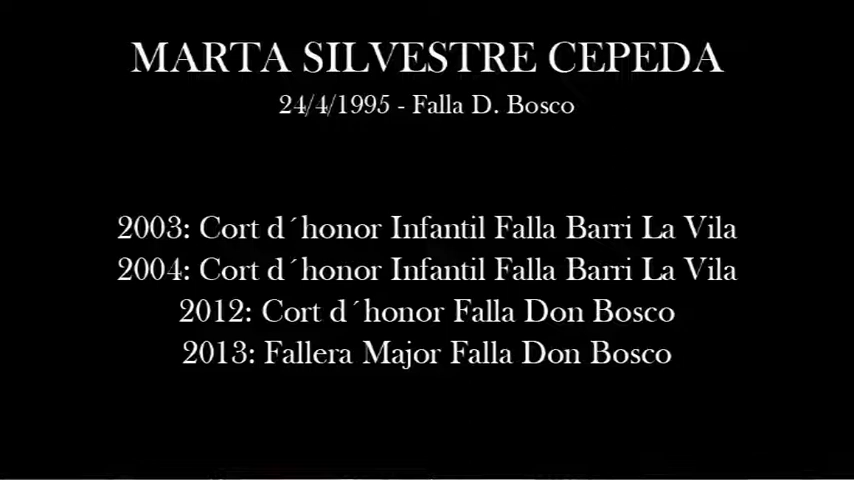 MARTA SILVESTRE CEPEDA
24/4/1995 - Falla D. Bosco
2003: Cort d´honor Infantil Falla Barri La Vila
2004: Cort d´honor Infantil Falla Barri La Vila
2012: Cort d´honor Falla Don Bosco
2013: Fallera Major Falla Don Bosco